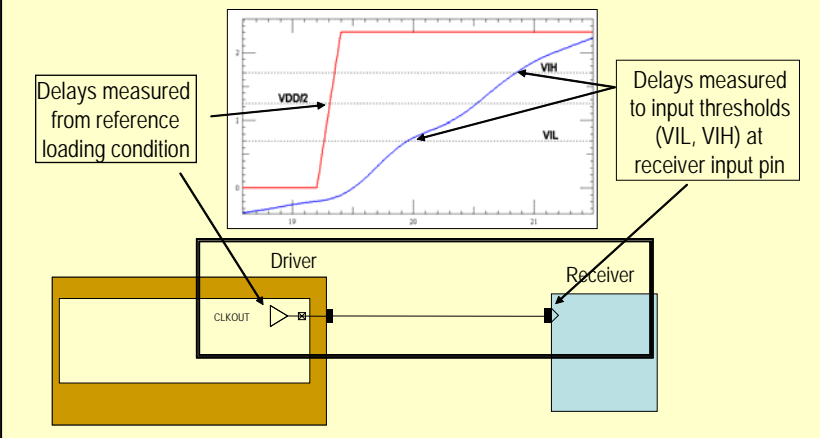 2
1
0
19
20
21
VIH
VDD/2
VIL
Delays measured
from reference
loading condition
Delays measured
to input thresholds
(VIL, VIH) at
receiver input pin
Driver
Receiver
CLKOUT